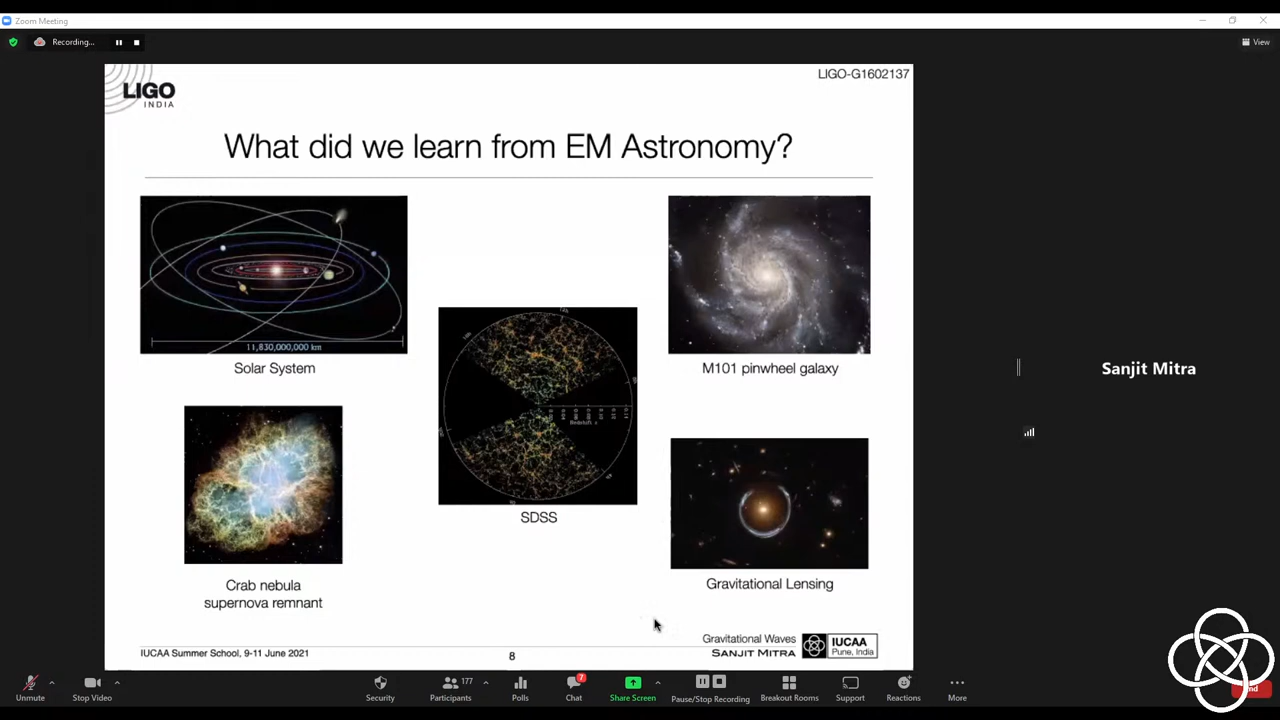 Zoom Meeting
Recording...
View
LIGO
INDIA
LIGO-G1602137
What did we learn from EM Astronomy?
11,830,000,000 km
Solar System
M101 pinwheel galaxy
Redshift z
SDSS
Crab nebula
supernova remnant
Gravitational Lensing
Sanjit Mitra
IUCAA Summer School, 9-11 June 2021
8
Gravitational Waves
SANJIT MITRA
IUCAA
Pune, India
Unmute
Stop Video
Security
177
Participants
Polls
7
Chat
Share Screen
Pause/Stop Recording
Breakout Rooms
Support
Reactions
More